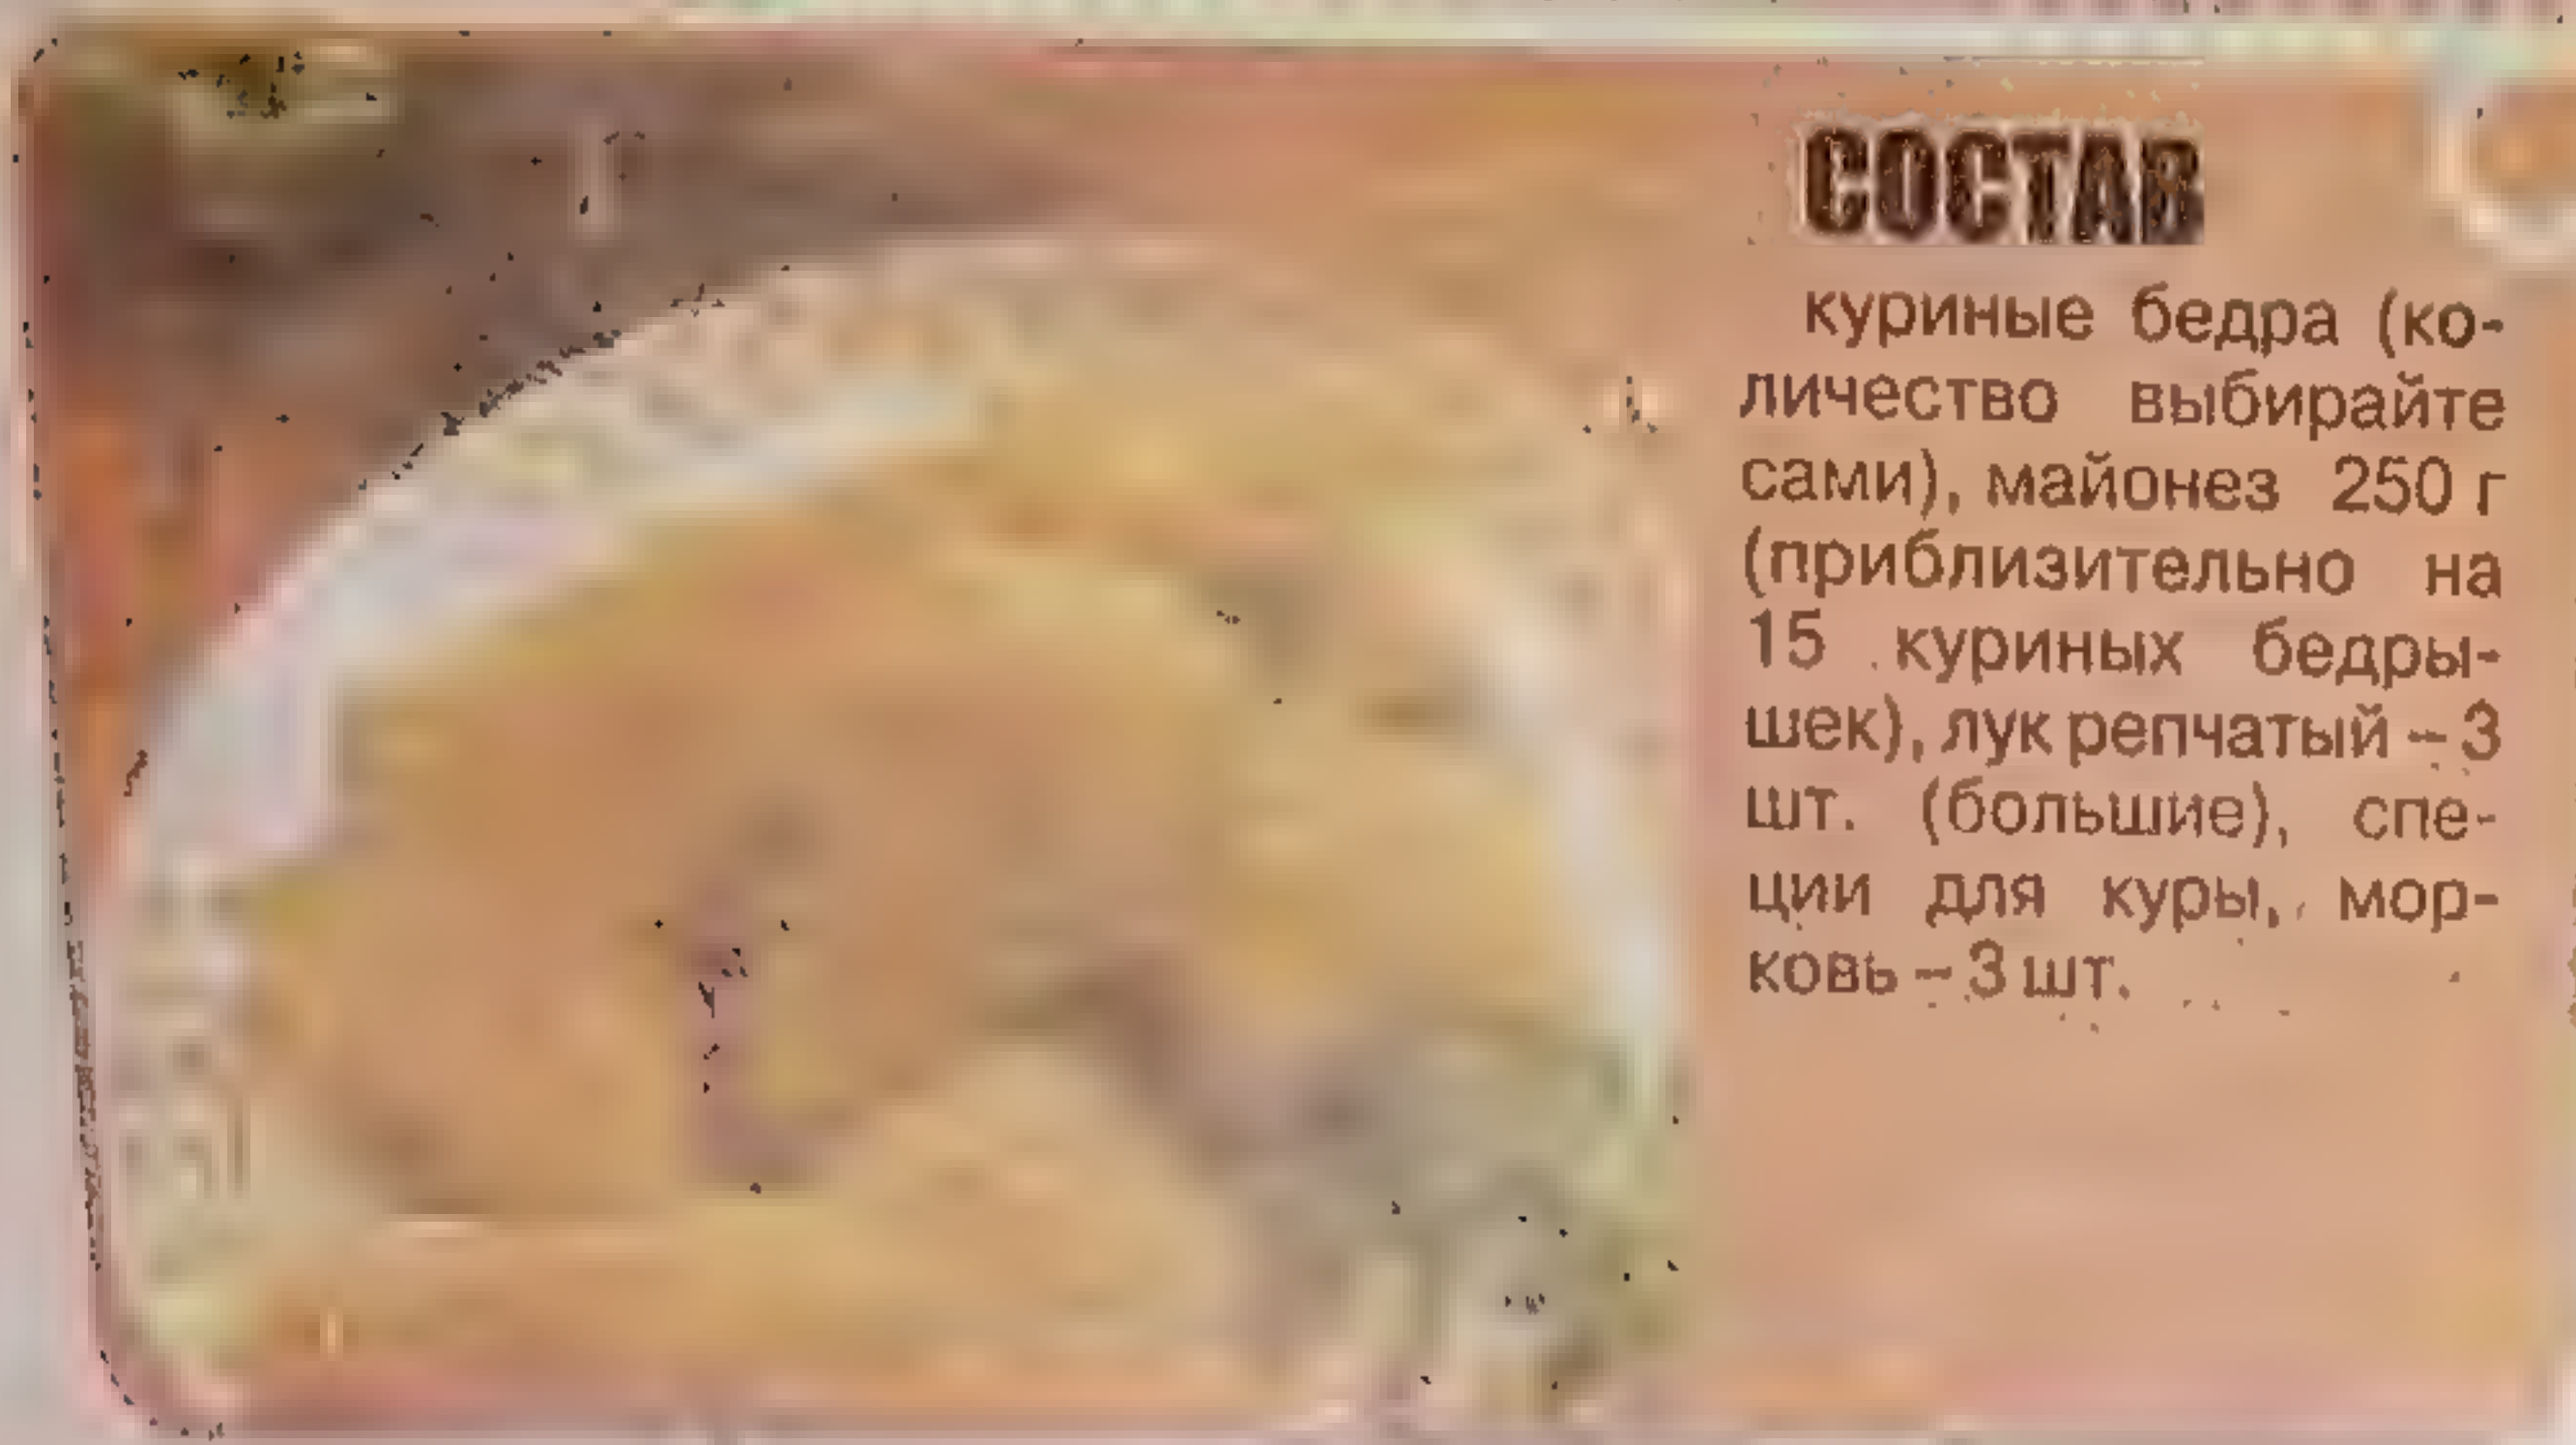 СОСТАВ
куриные бедра (ко-
личество выбирайте
сами), майонез 250 г
(приблизительно на
15 куриных бедры-
шек), лук репчатый – 3
шт. (большие), спе-
ции для куры, мор-
ковь – 3 шт.